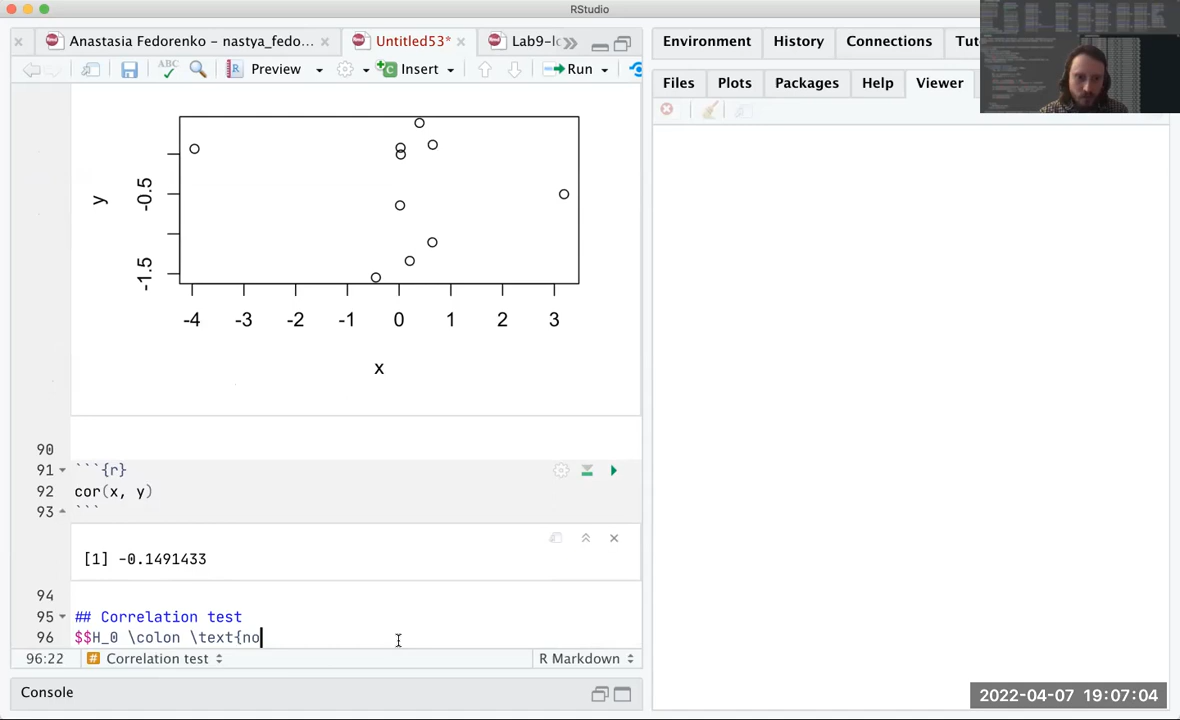 RStudio
Anastasia Fedorenko – nastya_fedo...
Untitled53*
Lab9-lo
Preview
Insert
Run
Environment
History
Connections
Tut
Files
Plots
Packages
Help
Viewer
y
-0.5
-1.5
-4 -3 -2 -1 0 1 2 3
x
90
91 ```{r}
92 cor(x, y)
93 ```
[1] -0.1491433
94
95 ## Correlation test
96 $$H_0 \colon \text{no
96:22 # Correlation test R Markdown
Console
2022-04-07 19:07:04